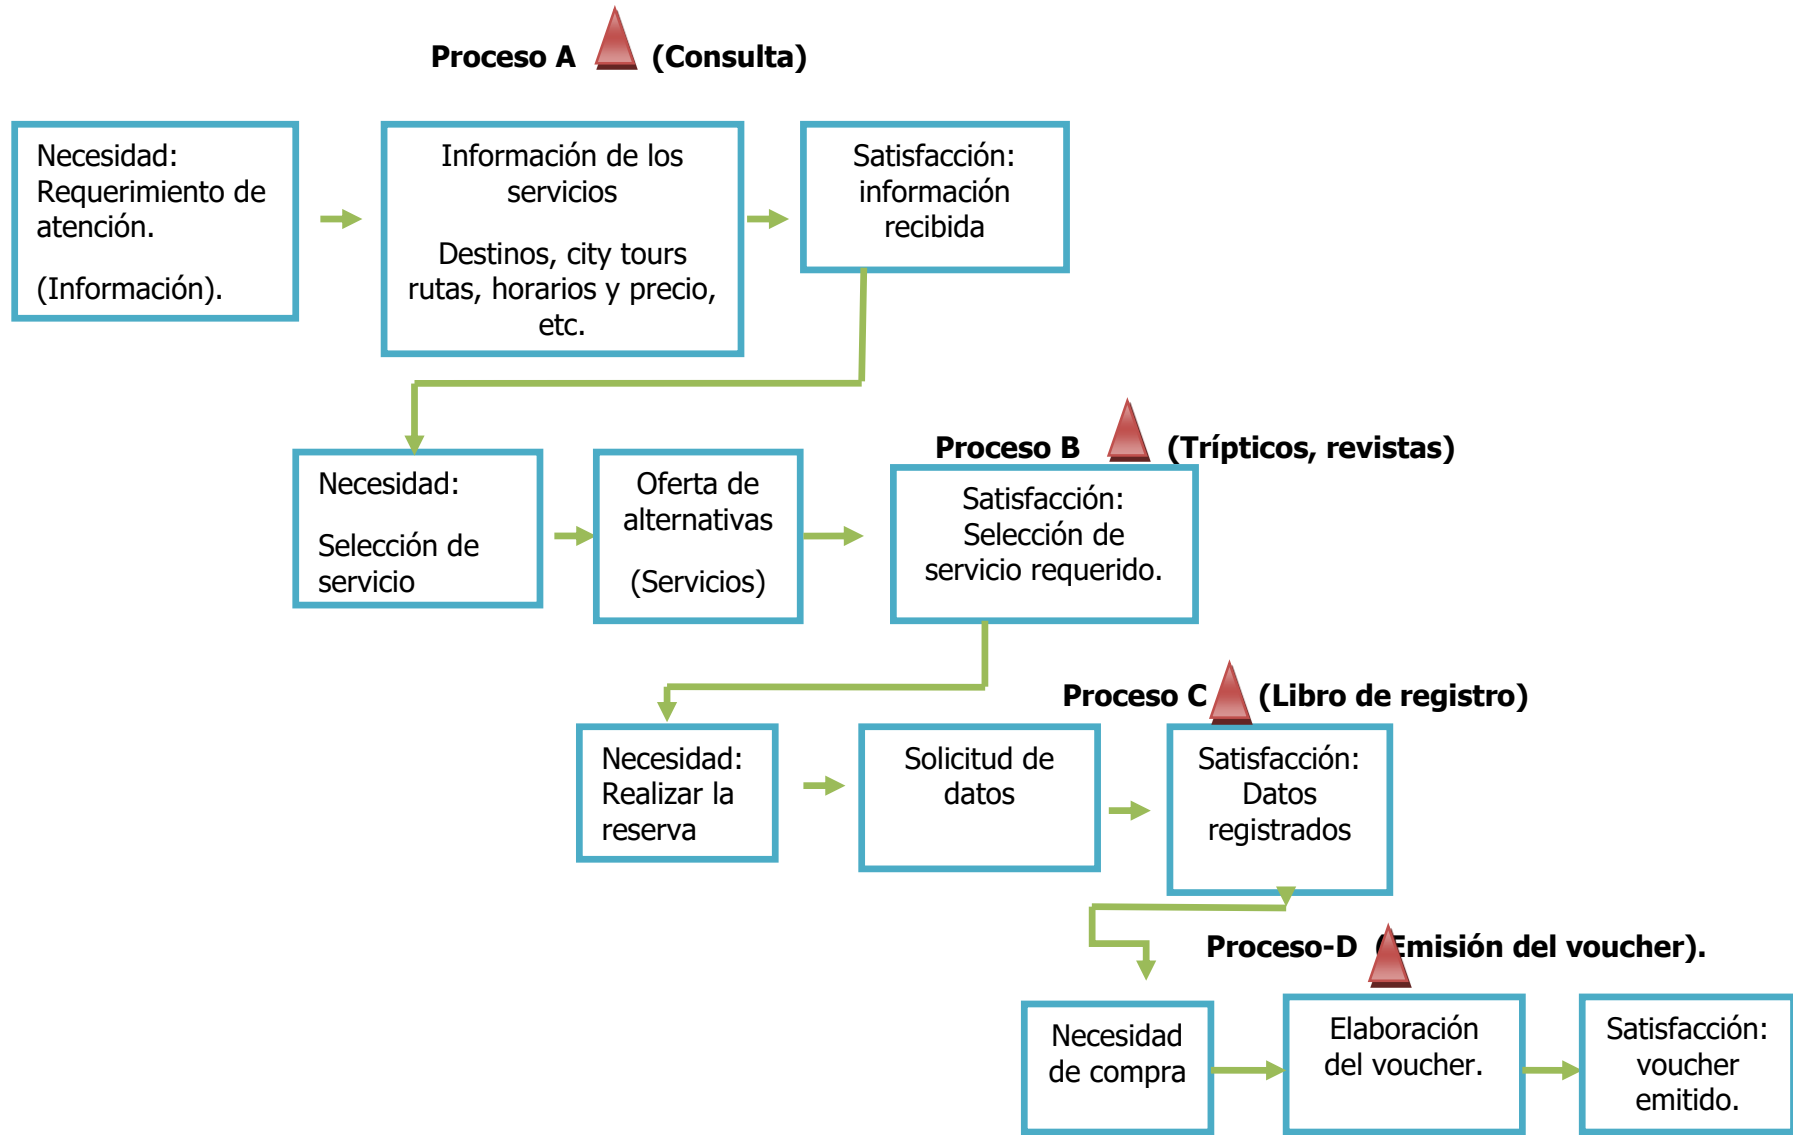 Proceso A (Consulta)
Necesidad:
Requerimiento de
atención.
(Información).
Información de los
servicios
Destinos, city tours
rutas, horarios y precio,
etc.
Satisfacción:
información
recibida
Proceso B (Trípticos, revistas)
Necesidad:
Selección de
servicio
Oferta de
alternativas
(Servicios)
Satisfacción:
Selección de
servicio requerido.
Proceso C (Libro de registro)
Necesidad:
Realizar la
reserva
Solicitud de
datos
Satisfacción:
Datos
registrados
Proceso-D (Emisión del voucher).
Necesidad
de compra
Elaboración
del voucher.
Satisfacción:
voucher
emitido.